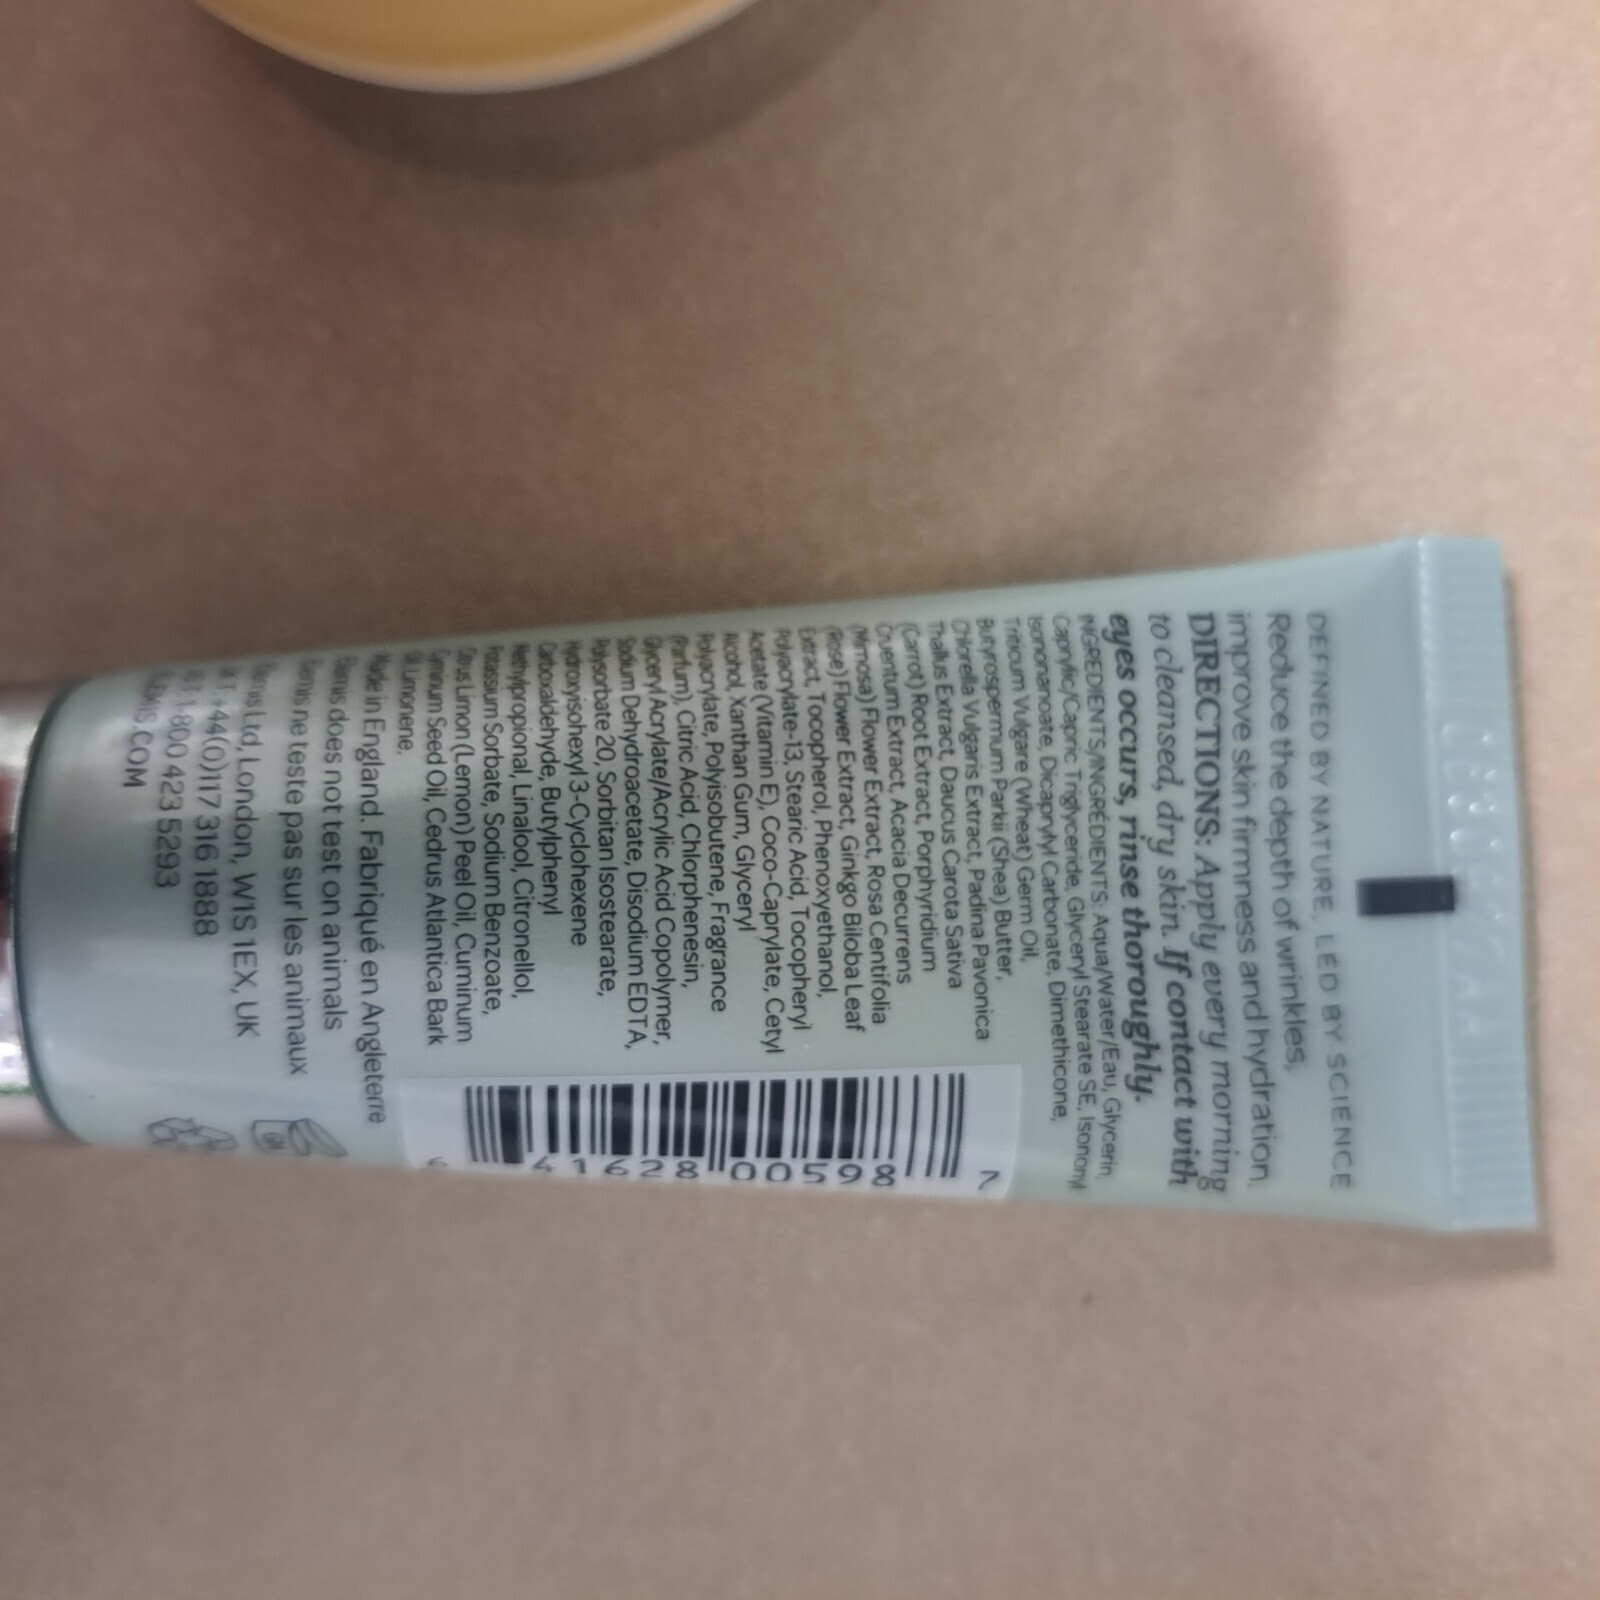 DEFINED BY NATURE, LED BY SCIENCE
Reduce the depth of wrinkles,
improve skin firmness and hydration.
DIRECTIONS: Apply every morning
to cleansed, dry skin. If contact with
eyes occurs, rinse thoroughly.
INGREDIENTS/INGRÉDIENTS: Aqua/Water/Eau, Glycerin,
Caprylic/Capric Triglyceride, Glyceryl Stearate SE, Isononyl
Isononanoate, Dicaprylyl Carbonate, Dimethicone,
Triticum Vulgare (Wheat) Germ Oil,
Butyrospermum Parkii (Shea) Butter,
Chlorella Vulgaris Extract, Padina Pavonica
Thallus Extract, Daucus Carota Sativa
(Carrot) Root Extract, Porphyridium
Cruentum Extract, Acacia Decurrens
(Mimosa) Flower Extract, Rosa Centifolia
(Rose) Flower Extract, Ginkgo Biloba Leaf
Extract, Tocopherol, Phenoxyethanol,
Polyacrylate-13, Stearic Acid, Tocopheryl
Acetate (Vitamin E), Coco-Caprylate, Cetyl
Alcohol, Xanthan Gum, Glyceryl
Polyacrylate, Polyisobutene, Fragrance
(Parfum), Citric Acid, Chlorphenesin,
Glyceryl Acrylate/Acrylic Acid Copolymer,
Sodium Dehydroacetate, Disodium EDTA,
Polysorbate 20, Sorbitan Isostearate,
Hydroxyisohexyl 3-Cyclohexene
Carboxaldehyde, Butylphenyl
Methylpropional, Linalool, Citronellol,
Potassium Sorbate, Sodium Benzoate,
Citrus Limon (Lemon) Peel Oil, Cuminum
Cyminum Seed Oil, Cedrus Atlantica Bark
Oil, Limonene.
Made in England. Fabriqué en Angleterre
Elemis does not test on animals
Elemis ne teste pas sur les animaux
Elemis Ltd, London, W1S 1EX, UK
T: +44(0)117 316 1888
1-800 423 5293
ELEMIS.COM